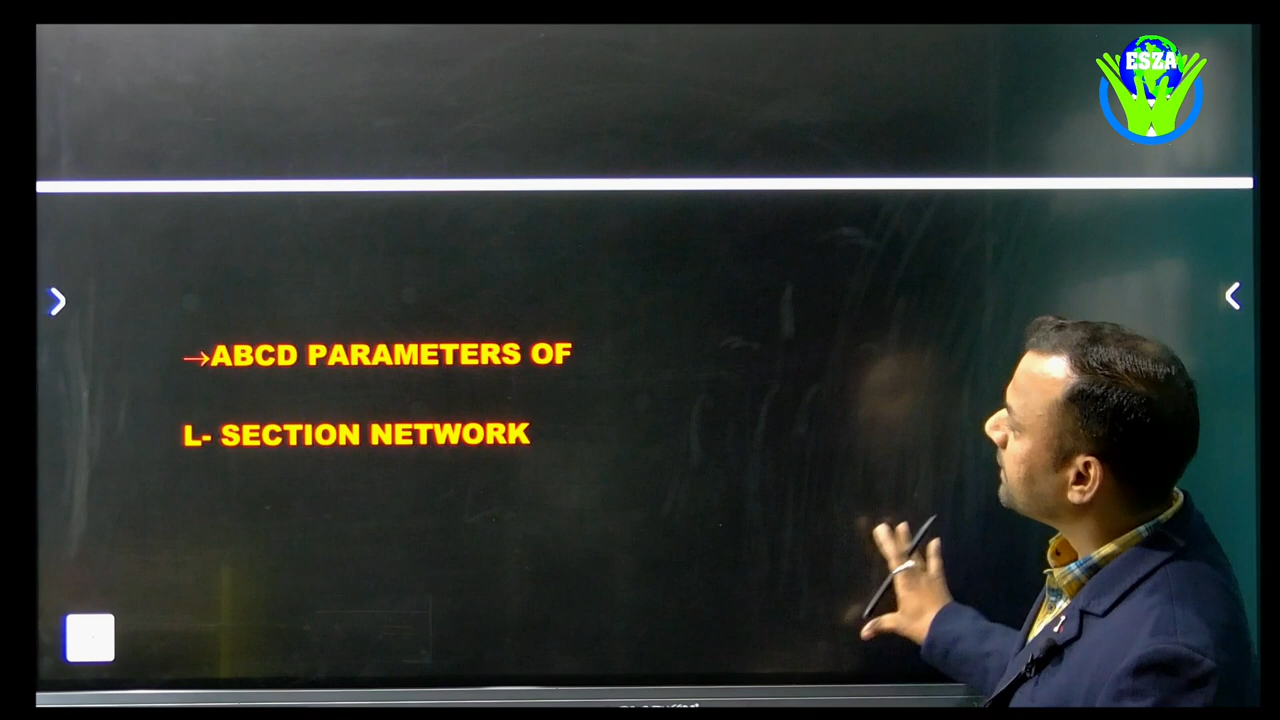 ESZA
→ABCD PARAMETERS OF
L- SECTION NETWORK